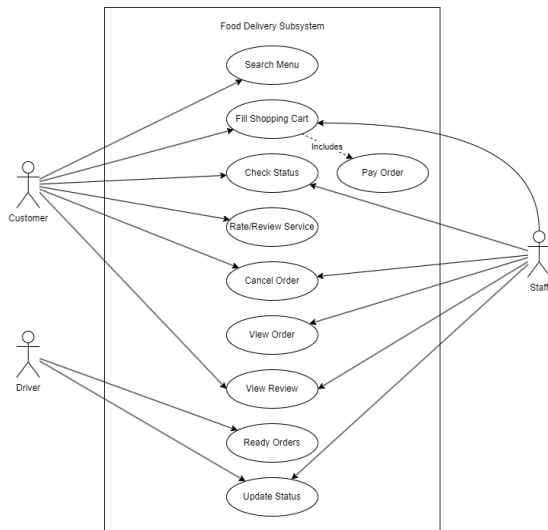 Food Delivery Subsystem
Search Menu
Fill Shopping Cart
Includes
Check Status
Pay Order
Customer
Rate/Review Service
Cancel Order
Staff
View Order
Driver
View Review
Ready Orders
Update Status